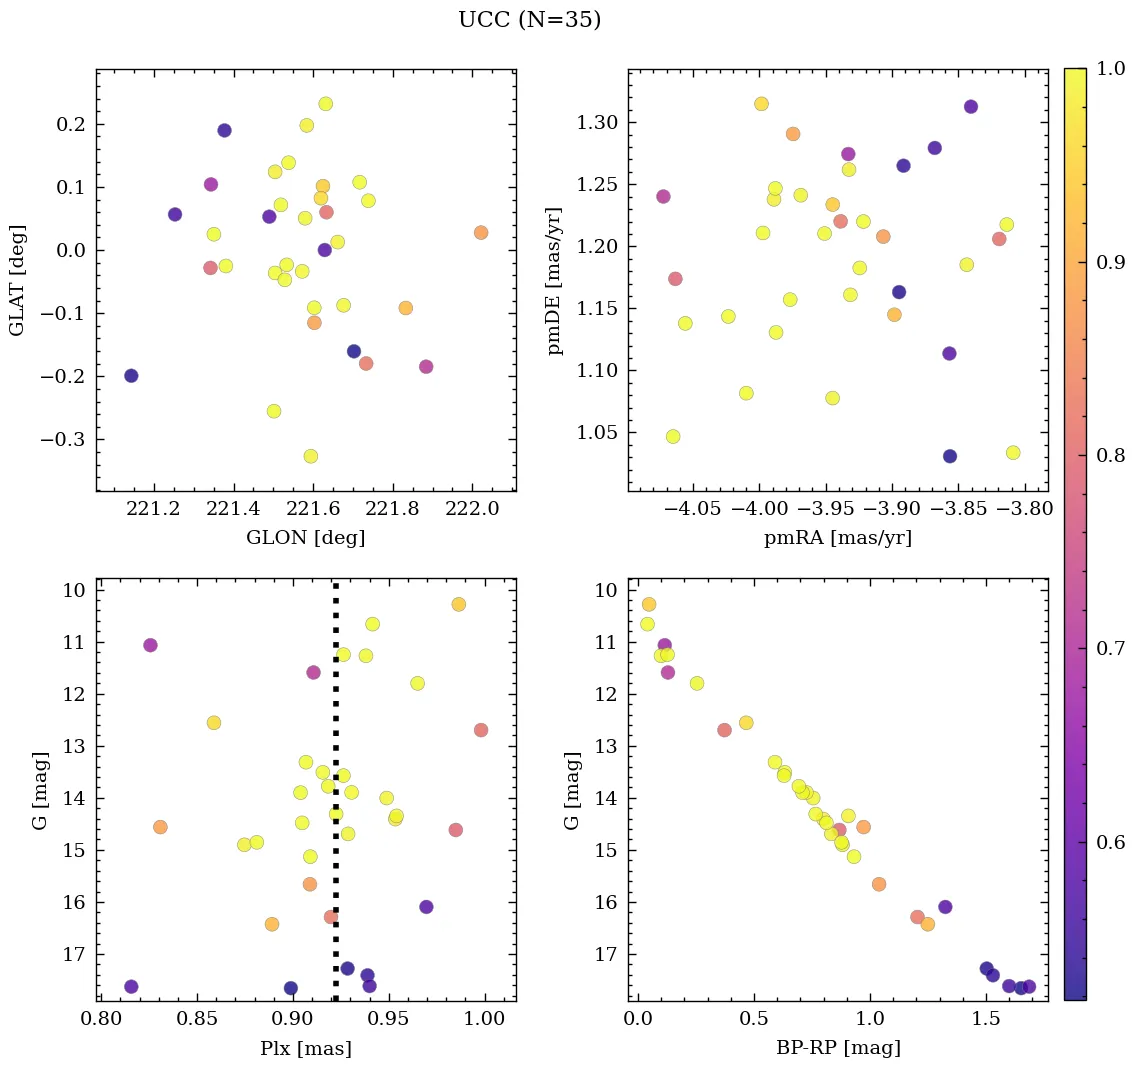 UCC (N=35)
0.2
0.1
0.0
−0.1
−0.2
−0.3
GLAT [deg]
221.2 221.4 221.6 221.8 222.0
GLON [deg]
1.30
1.25
1.20
1.15
1.10
1.05
pmDE [mas/yr]
−4.05 −4.00 −3.95 −3.90 −3.85 −3.80
pmRA [mas/yr]
1.0
0.9
0.8
0.7
0.6
10
11
12
13
14
15
16
17
G [mag]
0.80 0.85 0.90 0.95 1.00
Plx [mas]
10
11
12
13
14
15
16
17
G [mag]
0.0 0.5 1.0 1.5
BP-RP [mag]